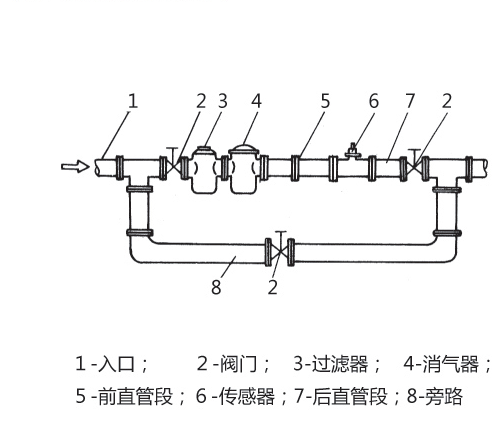 1 2 3 4 5 6 7 2
8 2
1-入口； 2-阀门； 3-过滤器； 4-消气器；
5-前直管段；6-传感器；7-后直管段；8-旁路